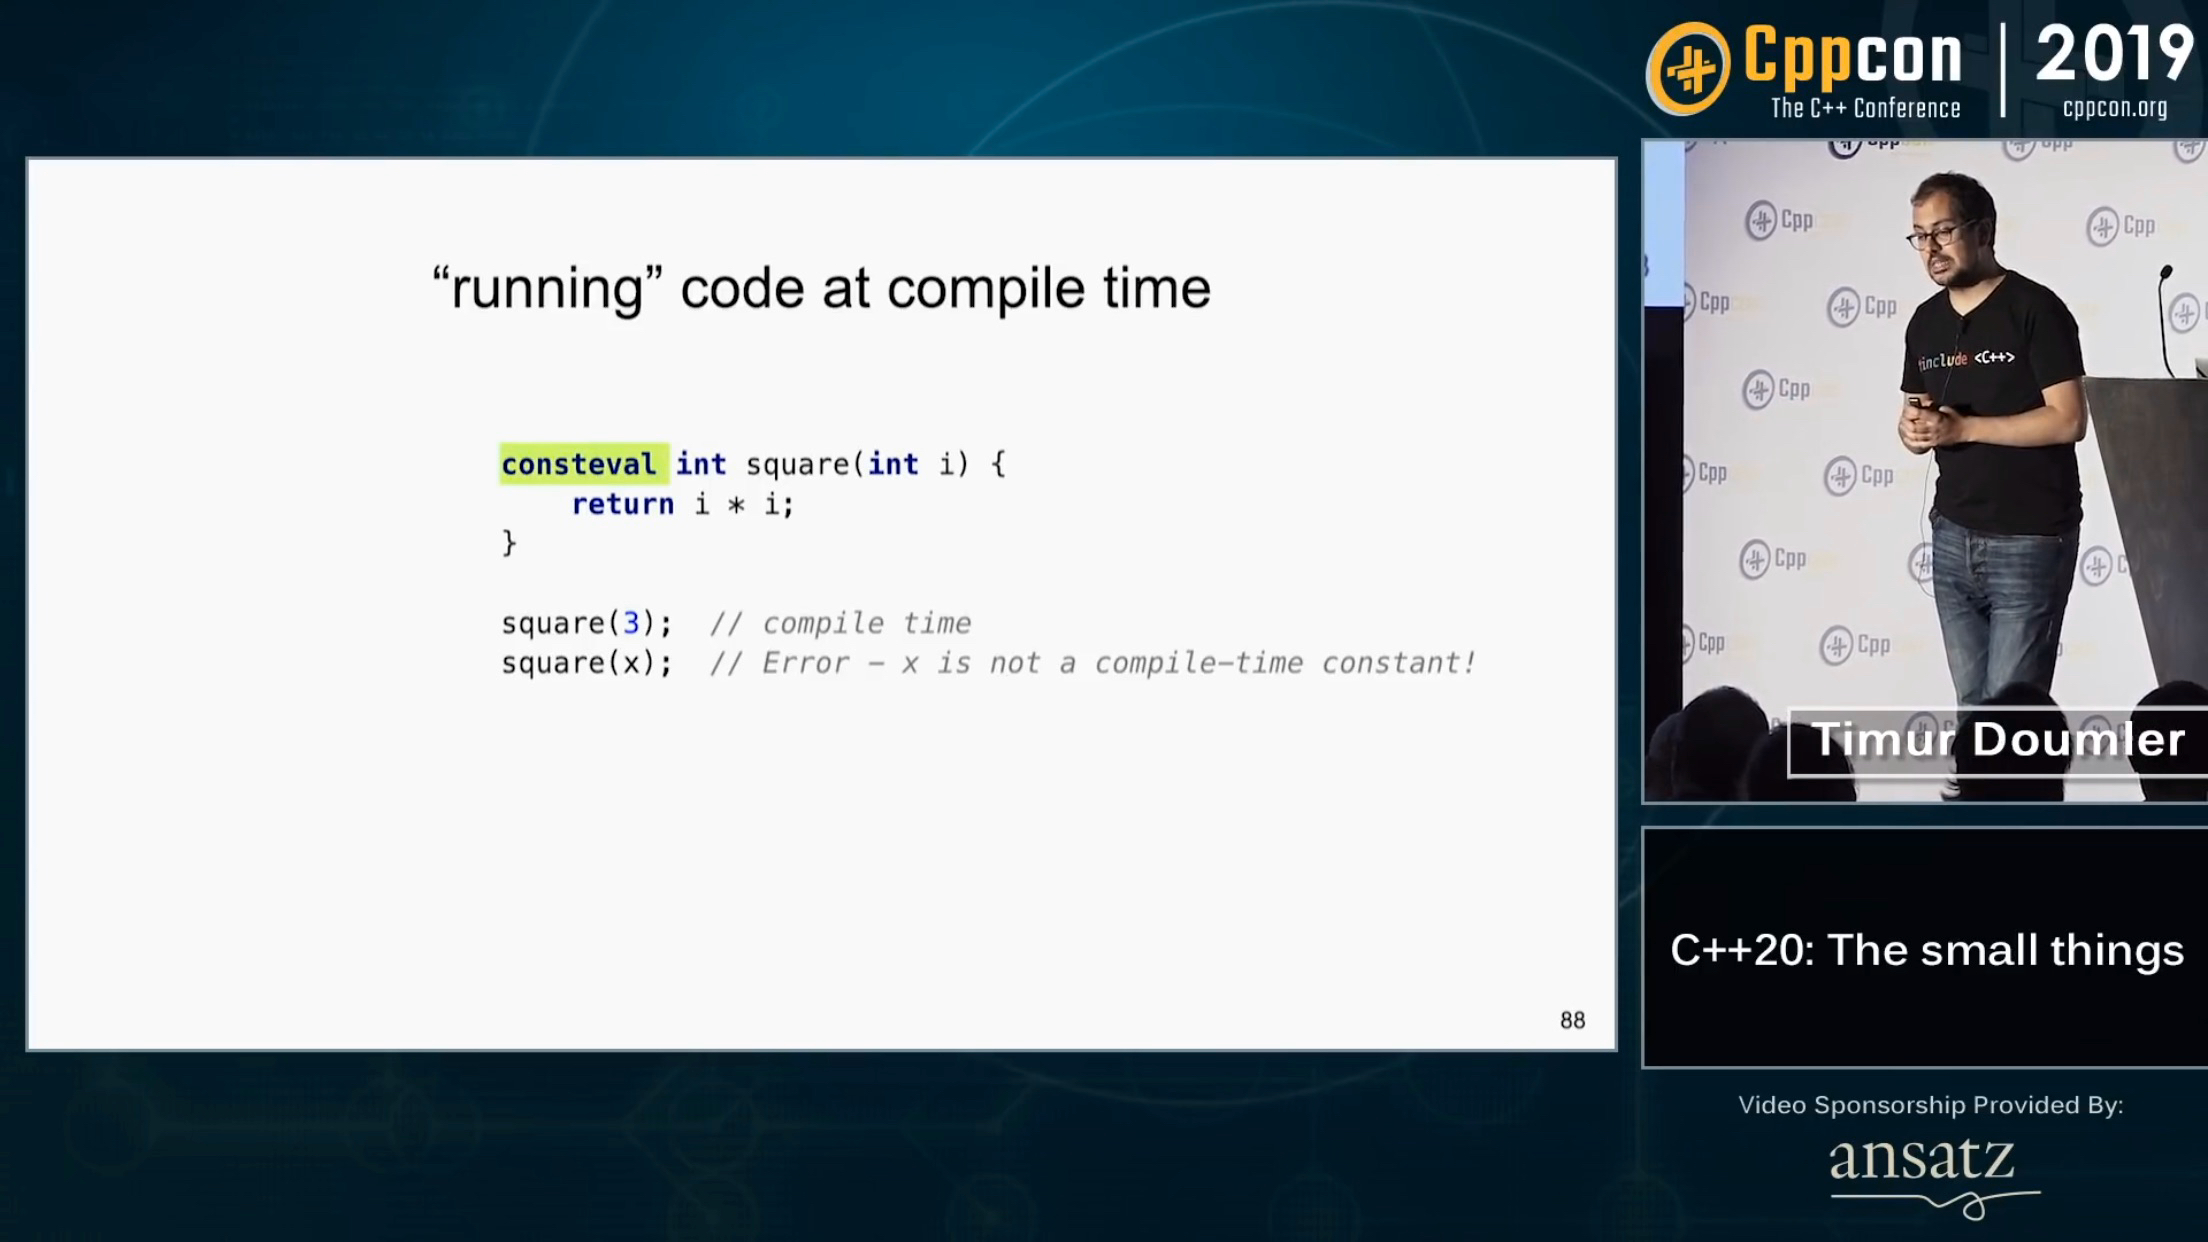 Cppcon | 2019
The C++ Conference cppcon.org
“running” code at compile time
consteval int square(int i) {
    return i * i;
}
square(3);  // compile time
square(x);  // Error – x is not a compile–time constant!
88
#include <C++>
Timur Doumler
C++20: The small things
Video Sponsorship Provided By:
ansatz